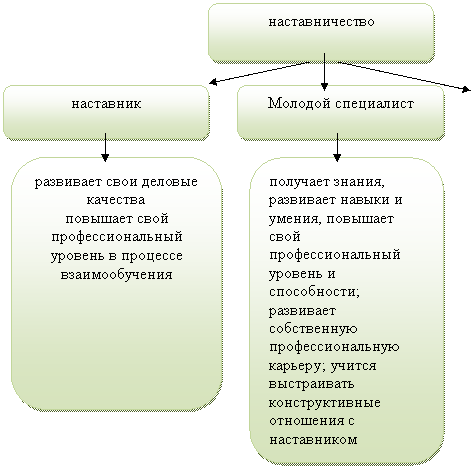 наставничество
наставник
Молодой специалист
развивает свои деловые
качества
повышает свой
профессиональный
уровень в процессе
взаимообучения
получает знания,
развивает навыки и
умения, повышает
свой
профессиональный
уровень и
способности;
развивает
собственную
профессиональную
карьеру; учится
выстраивать
конструктивные
отношения с
наставником